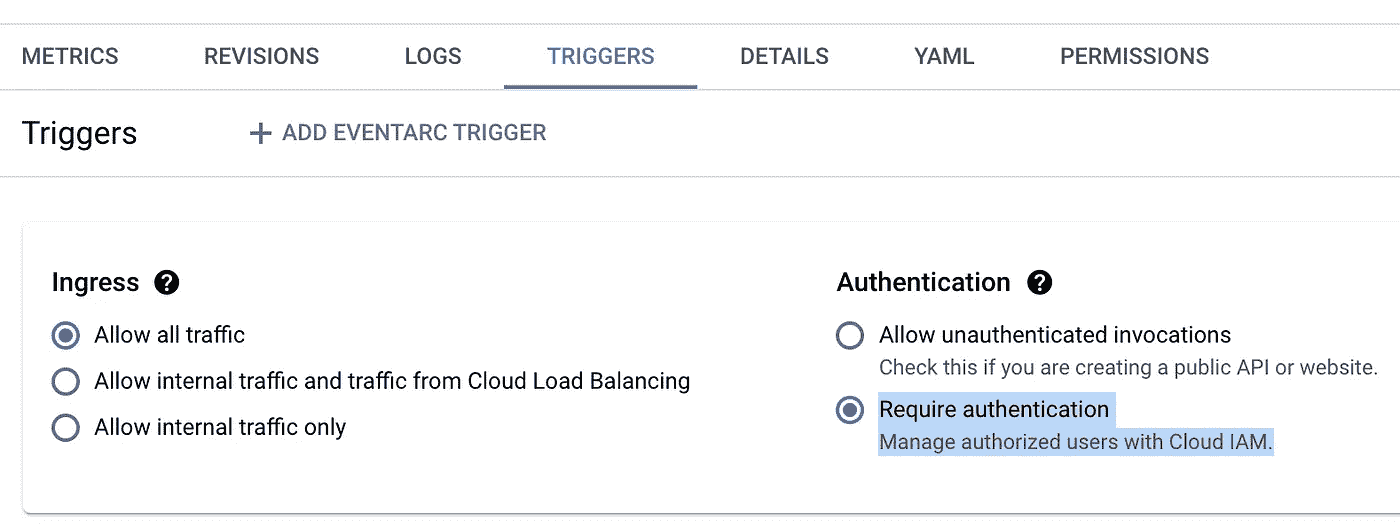 METRICS REVISIONS LOGS TRIGGERS DETAILS YAML PERMISSIONS
Triggers + ADD EVENTARC TRIGGER
Ingress ?
Allow all traffic
Allow internal traffic and traffic from Cloud Load Balancing
Allow internal traffic only
Authentication ?
Allow unauthenticated invocations
Check this if you are creating a public API or website.
Require authentication
Manage authorized users with Cloud IAM.